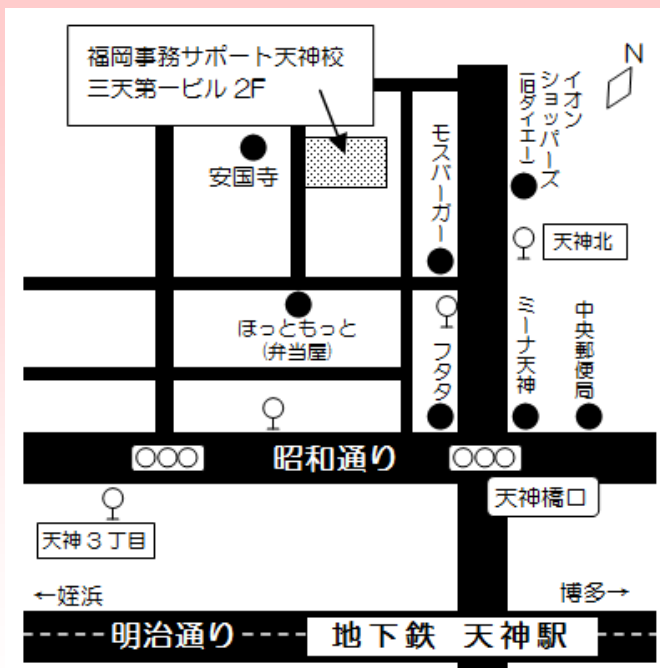 福岡事務サポート天神校
三天第一ビル 2F
N
イオン
ショッパーズ
(旧ダイエー)
モスバーガー
安国寺
天神北
ほっともっと
(弁当屋)
フタタ
ミーナ天神
中央郵便局
昭和通り
天神橋口
天神3丁目
←姪浜
博多→
明治通り
地下鉄 天神駅